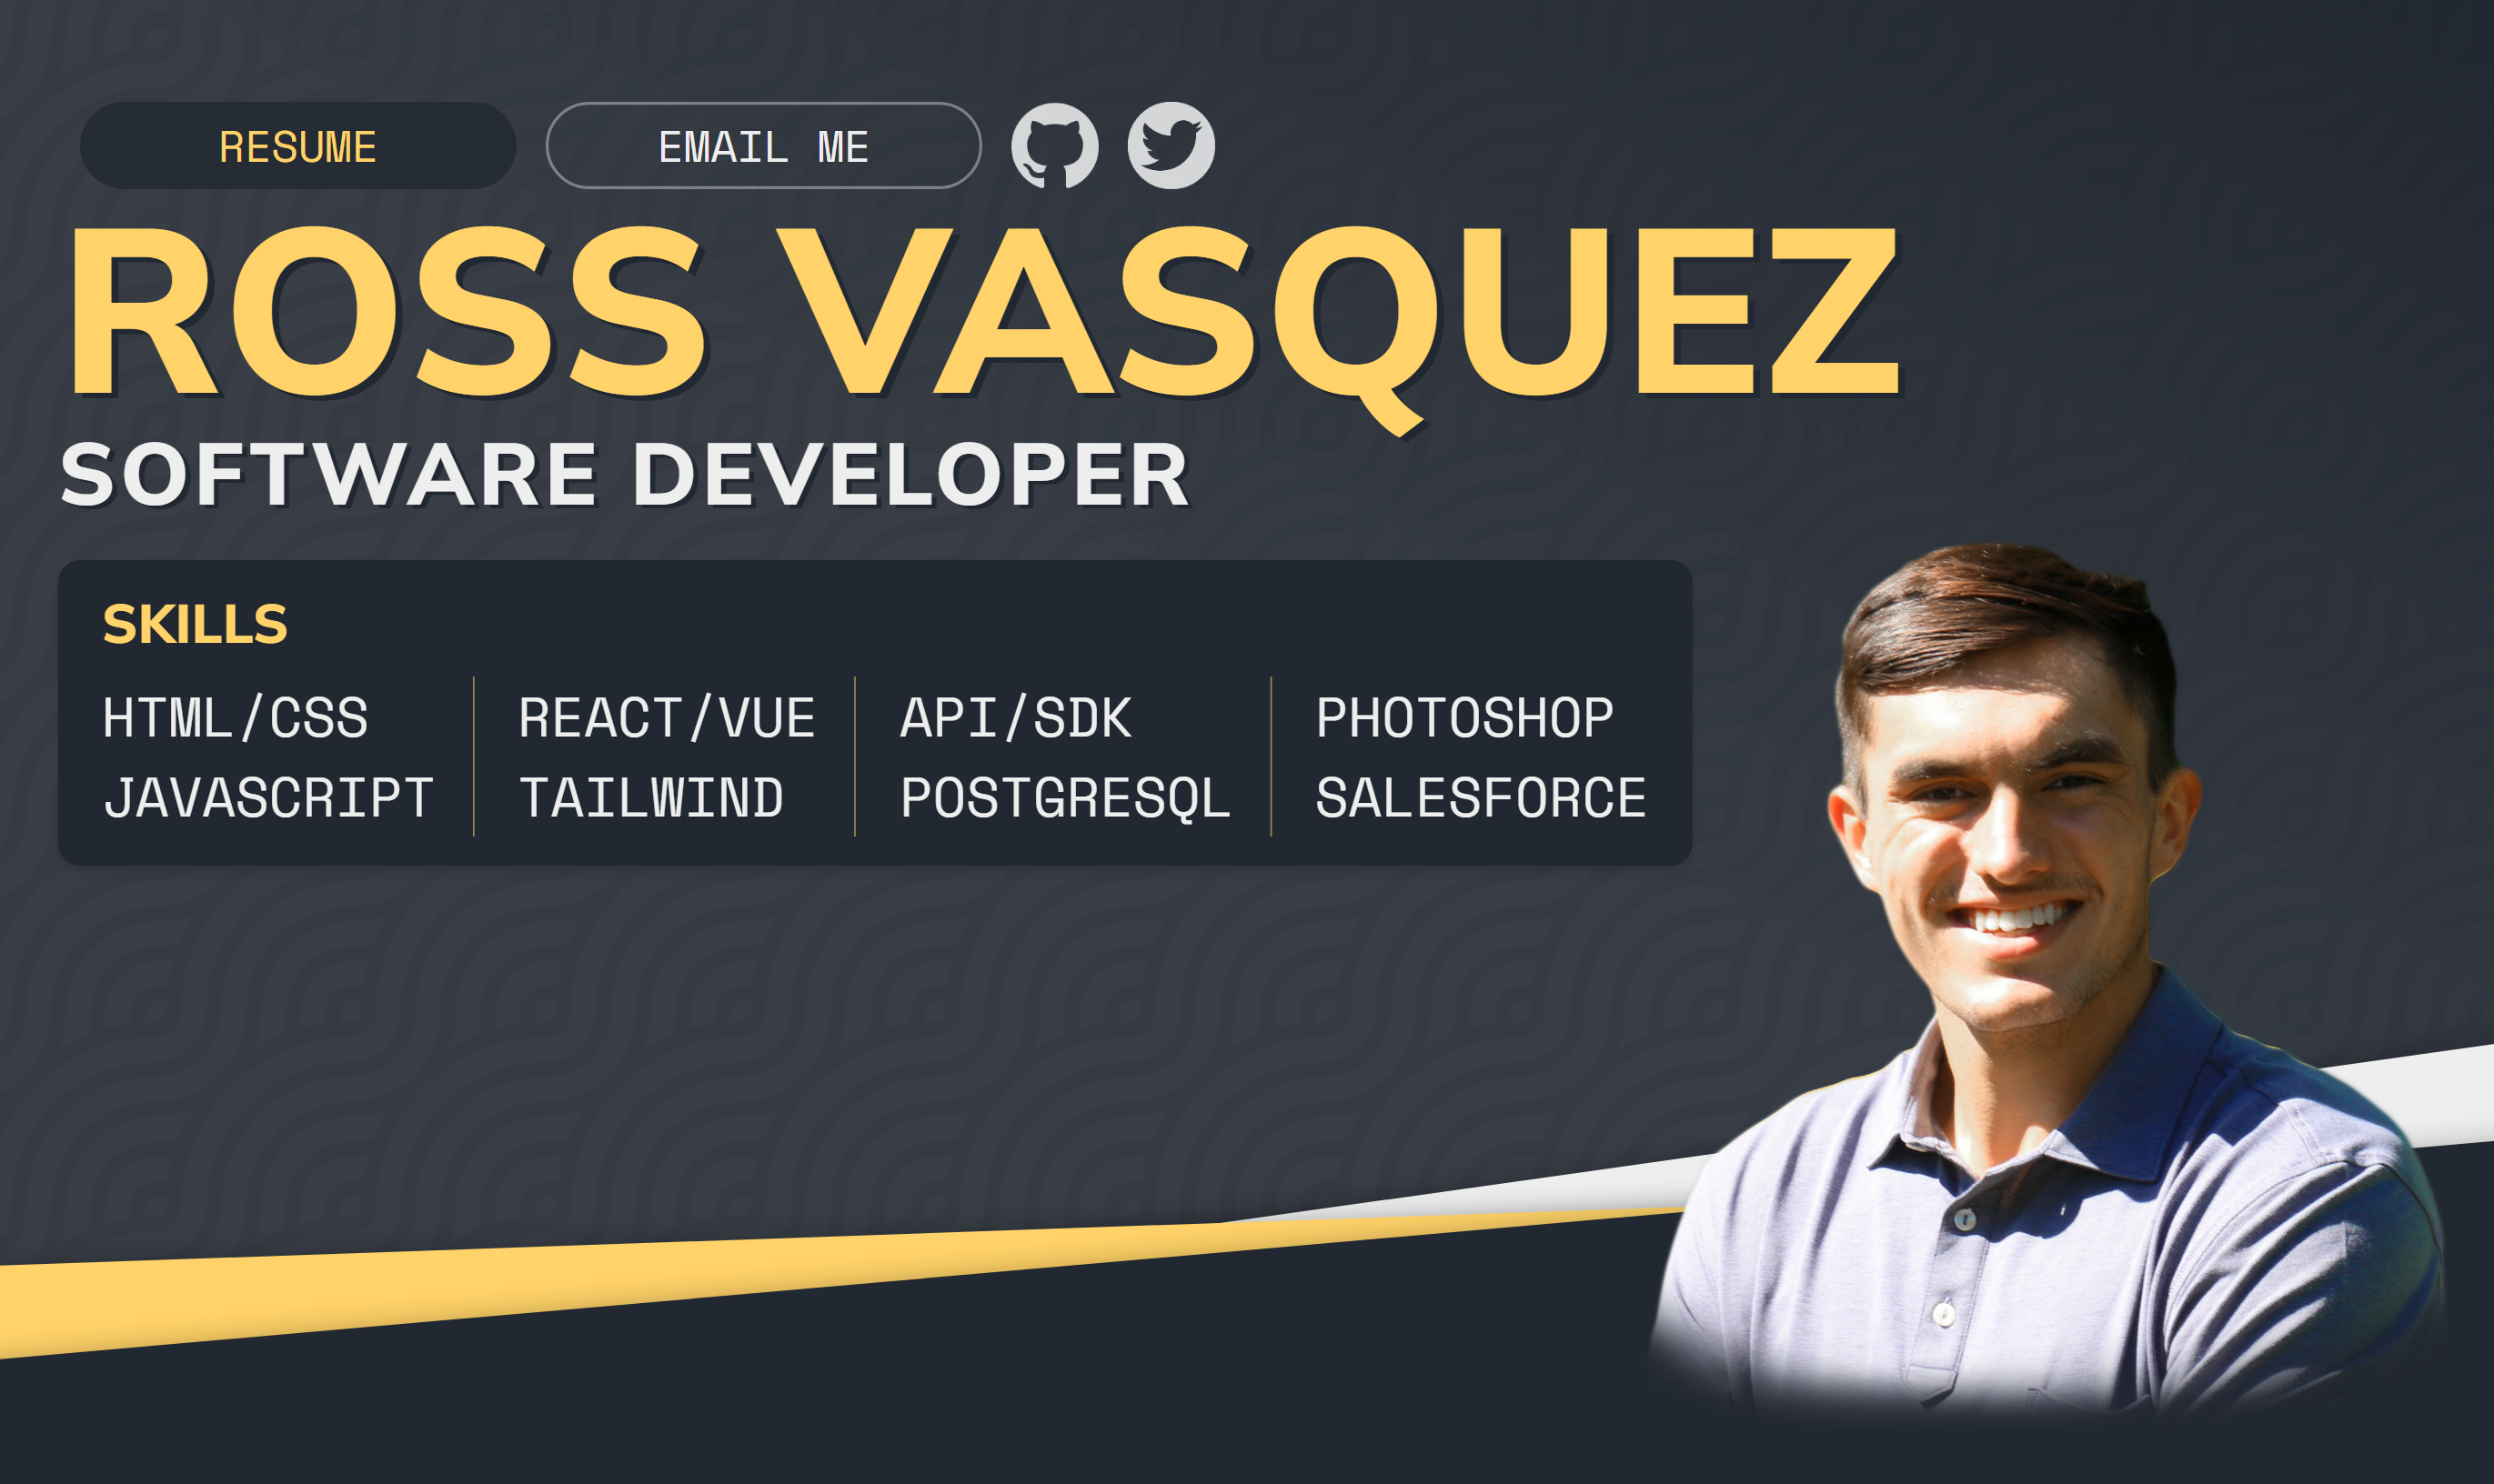 RESUME EMAIL ME
ROSS VASQUEZ
SOFTWARE DEVELOPER
SKILLS
HTML/CSS REACT/VUE API/SDK PHOTOSHOP
JAVASCRIPT TAILWIND POSTGRESQL SALESFORCE